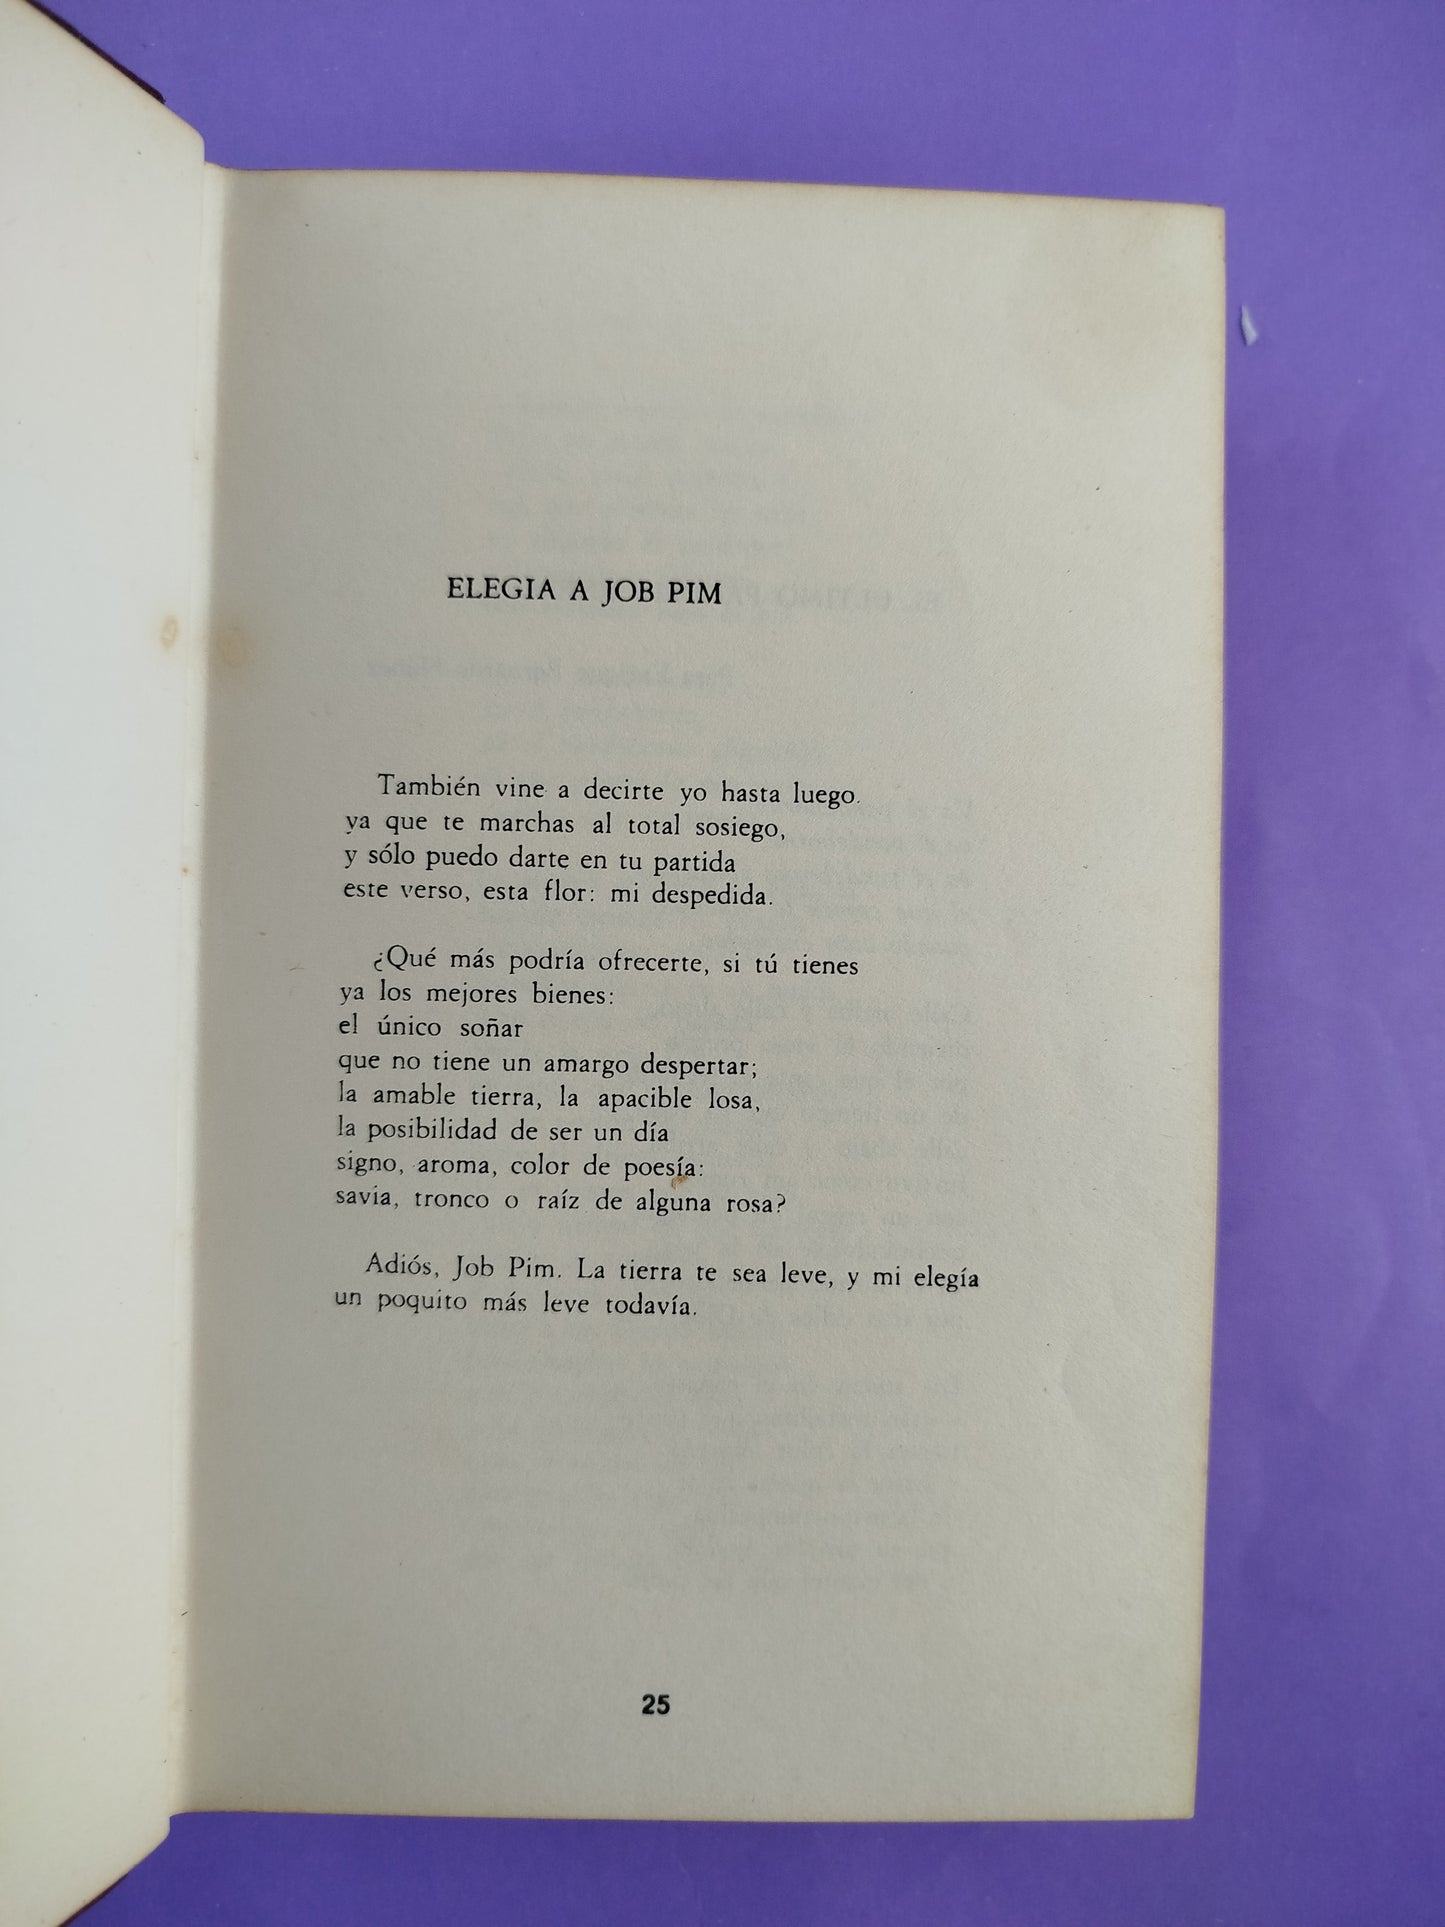 ELEGIA A JOB PIM
También vine a decirte yo hasta luego.
ya que te marchas al total sosiego,
y sólo puedo darte en tu partida
este verso, esta flor: mi despedida.
¿Qué más podría ofrecerte, si tú tienes
ya los mejores bienes:
el único soñar
que no tiene un amargo despertar;
la amable tierra, la apacible losa,
la posibilidad de ser un día
signo, aroma, color de poesía:
savia, tronco o raíz de alguna rosa?
Adiós, Job Pim. La tierra te sea leve, y mi elegía
un poquito más leve todavía.
25